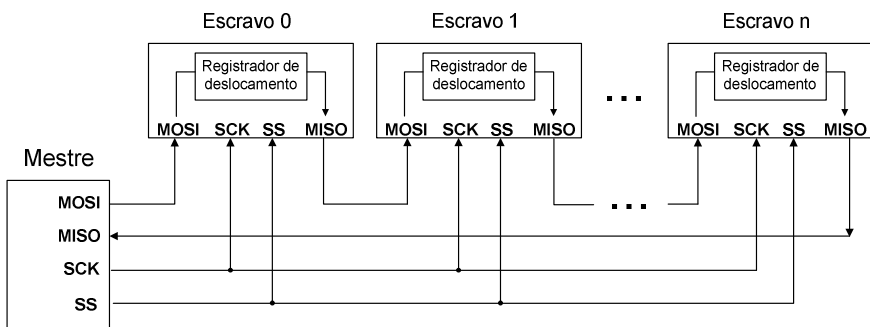 Escravo 0
Escravo 1
Escravo n
Registrador de
deslocamento
Registrador de
deslocamento
Registrador de
deslocamento
...
MOSI SCK SS MISO
MOSI SCK SS MISO
MOSI SCK SS MISO
Mestre
MOSI
...
MISO
SCK
SS